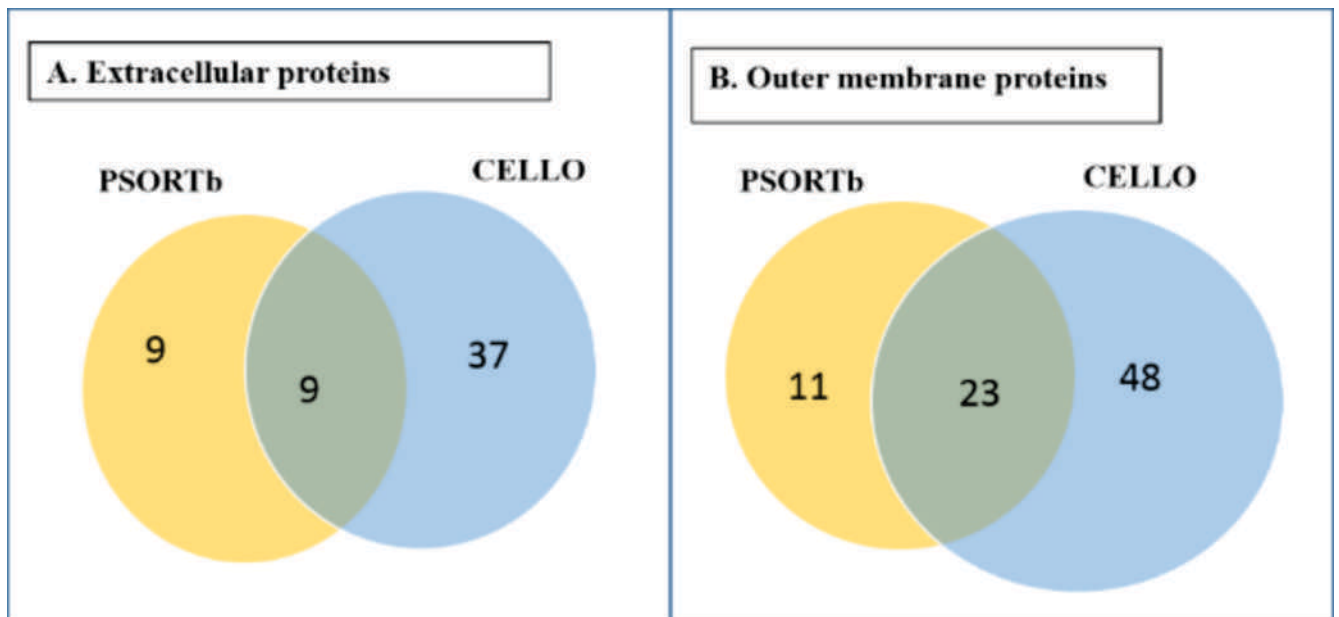 A. Extracellular proteins
PSORTb
CELLO
9
9
37
B. Outer membrane proteins
PSORTb
CELLO
11
23
48